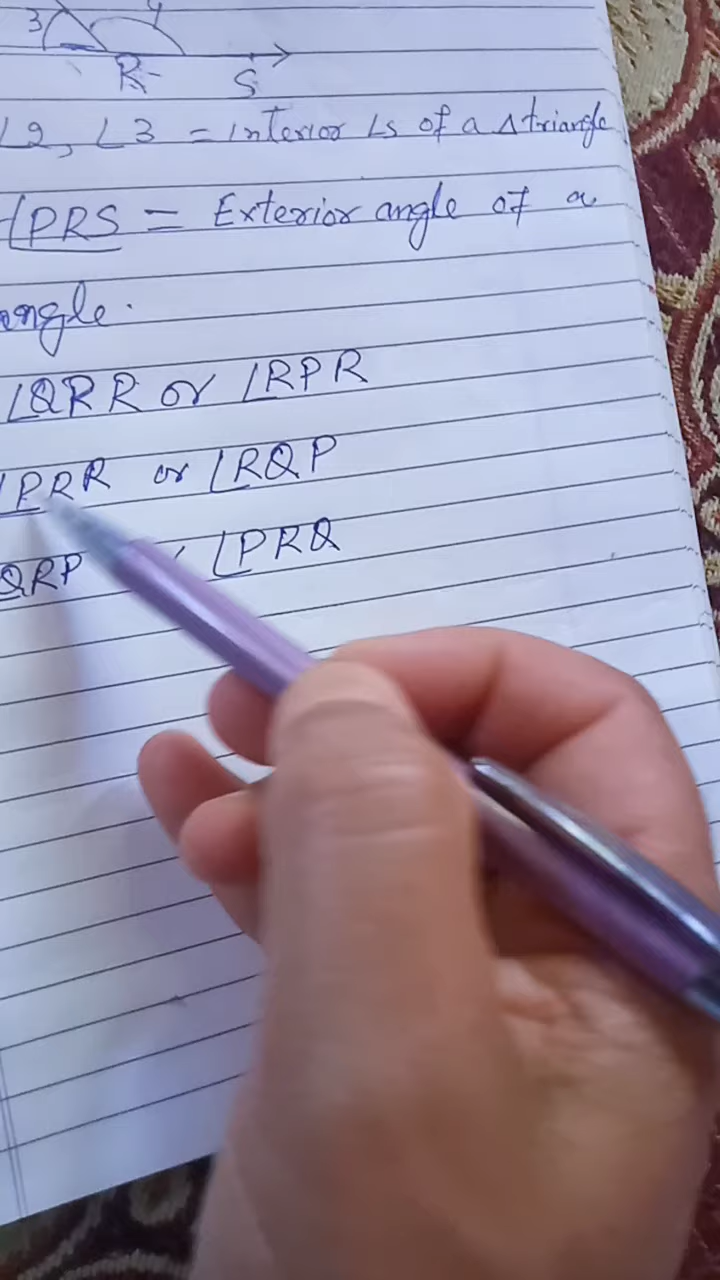 3 4
R S
∠2, ∠3 = Interior ∠s of a Δ triangle
∠PRS = Exterior angle of a
angle.
∠QRR or ∠RPR
∠PRR or ∠RQP
QRP ∠PRQ